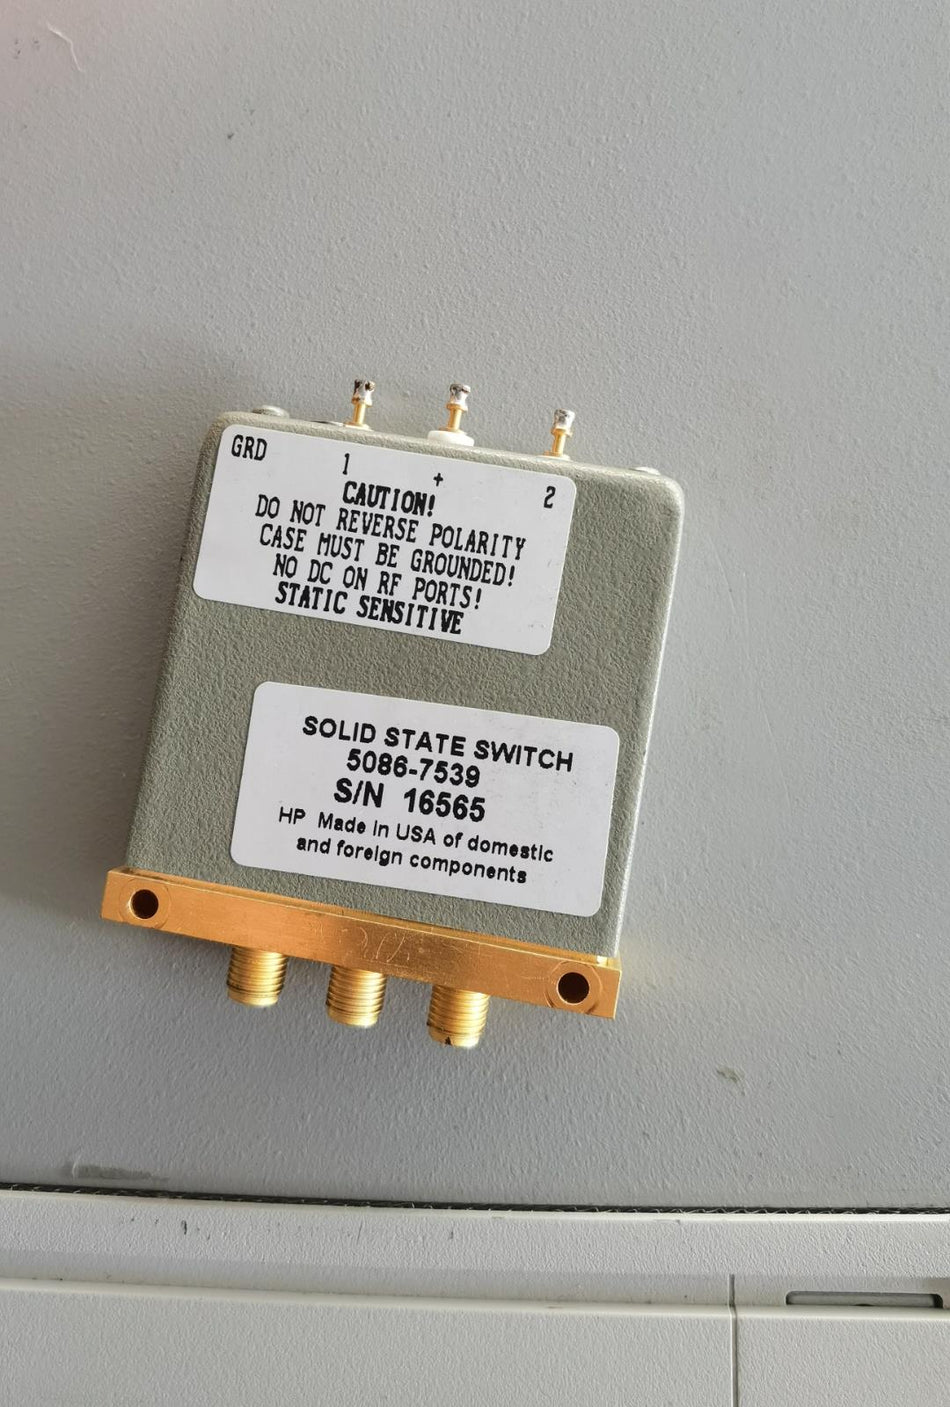 GRD 1 + 2
CAUTION!
DO NOT REVERSE POLARITY
CASE MUST BE GROUNDED!
NO DC ON RF PORTS!
STATIC SENSITIVE
SOLID STATE SWITCH
5086-7539
S/N 16565
HP Made in USA of domestic
and foreign components